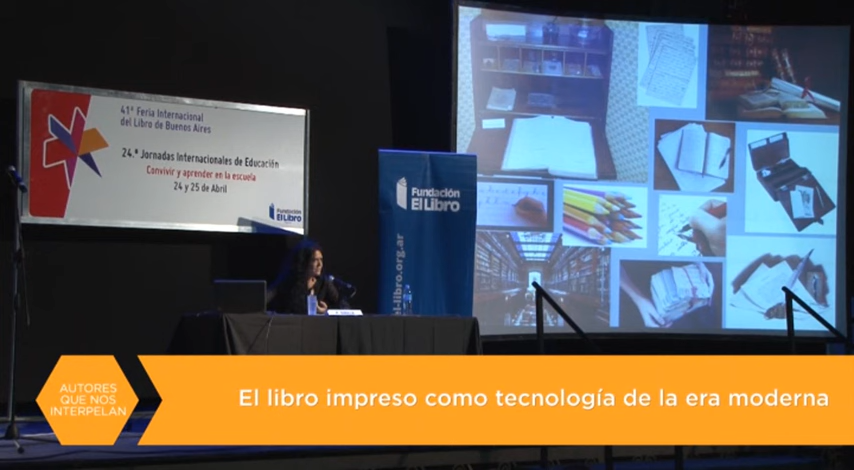 41ª Feria Internacional
del Libro de Buenos Aires
24.ª Jornadas Internacionales de Educación
Convivir y aprender en la escuela
24 y 25 de Abril
Fundación
El Libro
Fundación
El Libro
el-libro.org.ar
AUTORES
QUE NOS
INTERPELAN
El libro impreso como tecnología de la era moderna